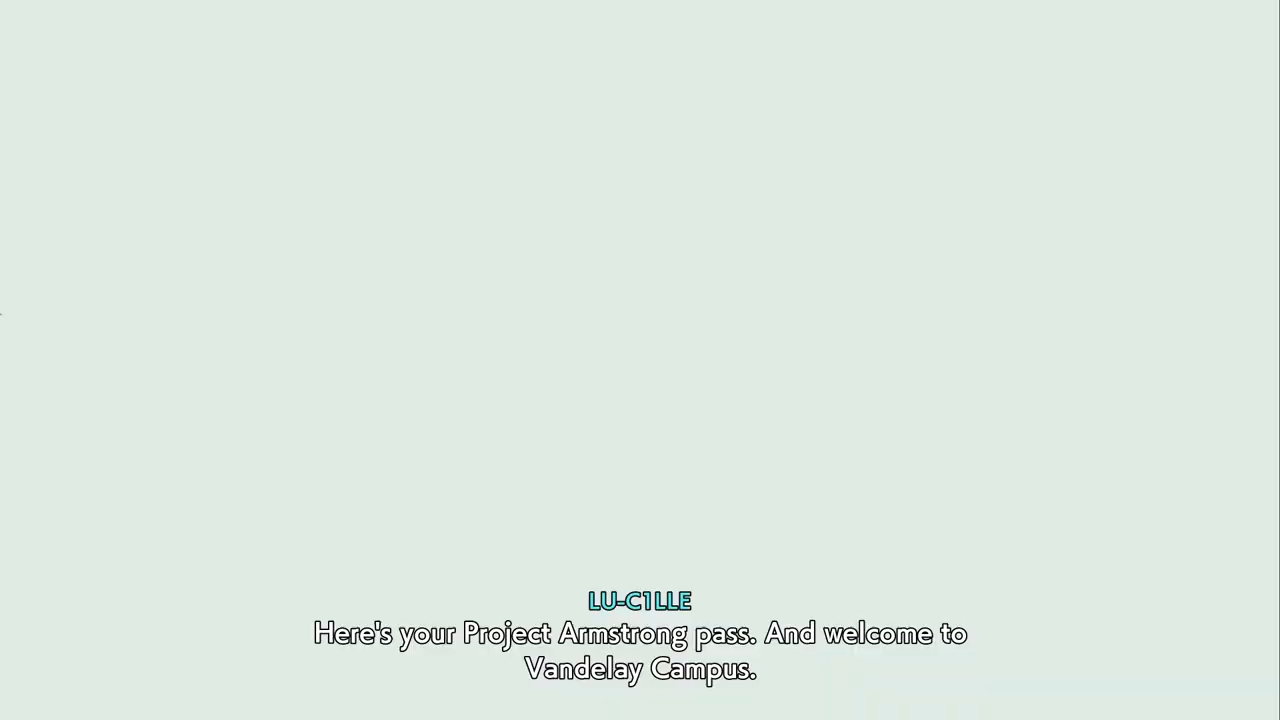 LU-C1LLE
Here's your Project Armstrong pass. And welcome to
Vandelay Campus.